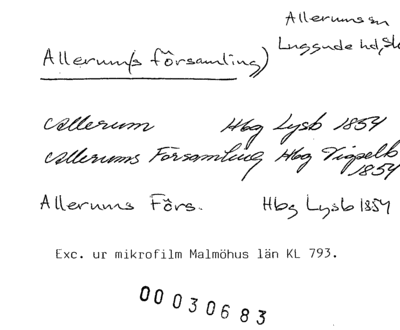 Allerums sn
Luggude hd, Sk
Allerum/s församling)
Allerum Hbg Lysb 1854
Allerums Församling Hbg Vigselb
1854
Allerums Förs. Hbg Lysb 1854
Exc. ur mikrofilm Malmöhus län KL 793.
00030683